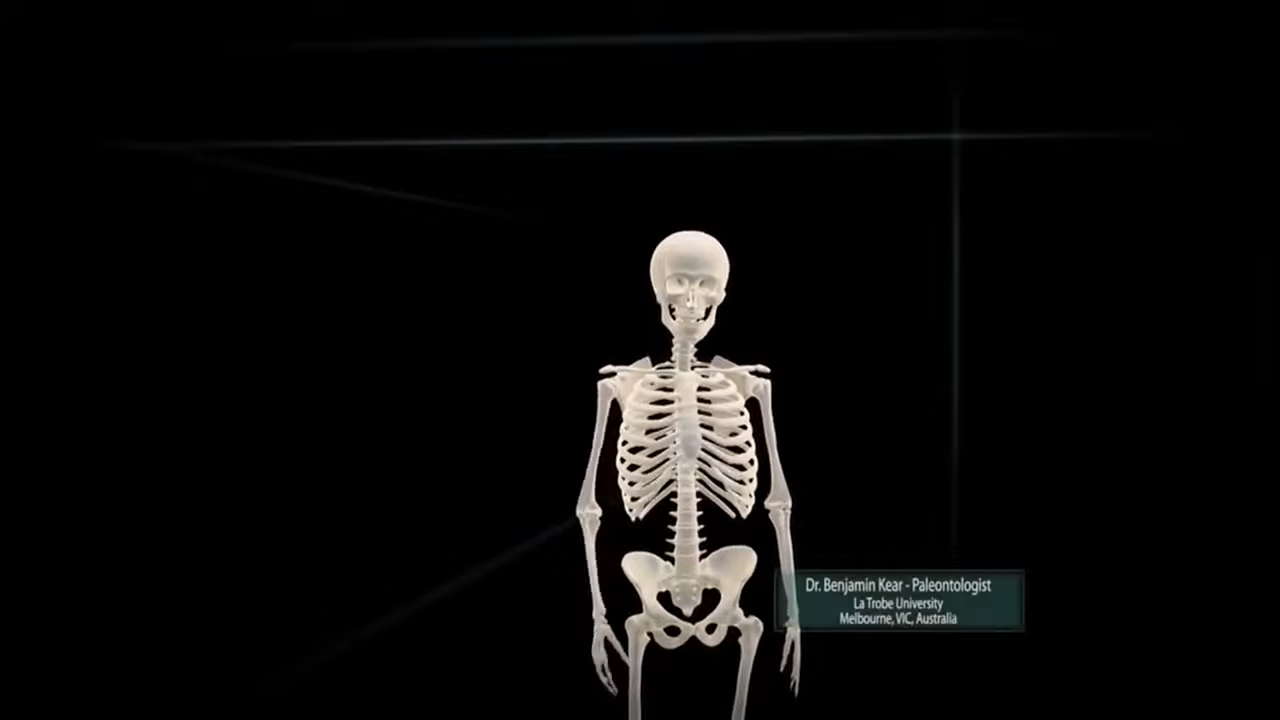 Dr. Benjamin Kear - Paleontologist
La Trobe University
Melbourne, VIC, Australia